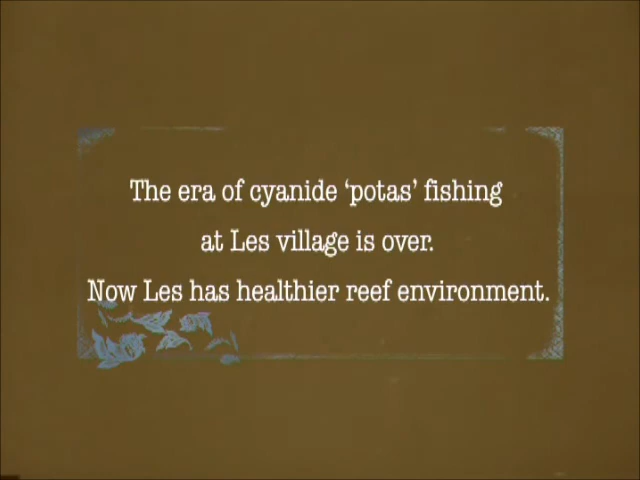 The era of cyanide ‘potas’ fishing
at Les village is over.
Now Les has healthier reef environment.